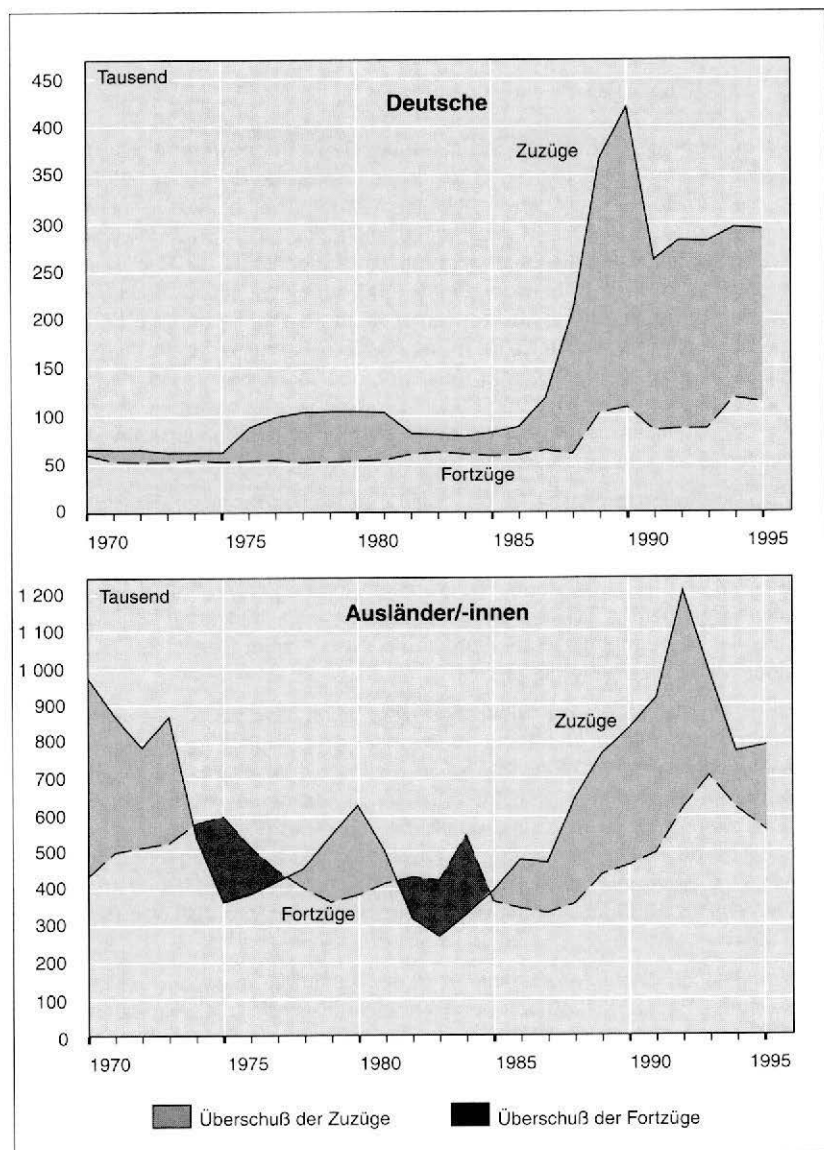 Tausend
Deutsche
450
400
350
300
250
200
150
100
50
0
Zuzüge
Fortzüge
1970 1975 1980 1985 1990 1995
Tausend
Ausländer/-innen
1 200
1 100
1 000
900
800
700
600
500
400
300
200
100
0
Zuzüge
Fortzüge
1970 1975 1980 1985 1990 1995
Überschuß der Zuzüge Überschuß der Fortzüge